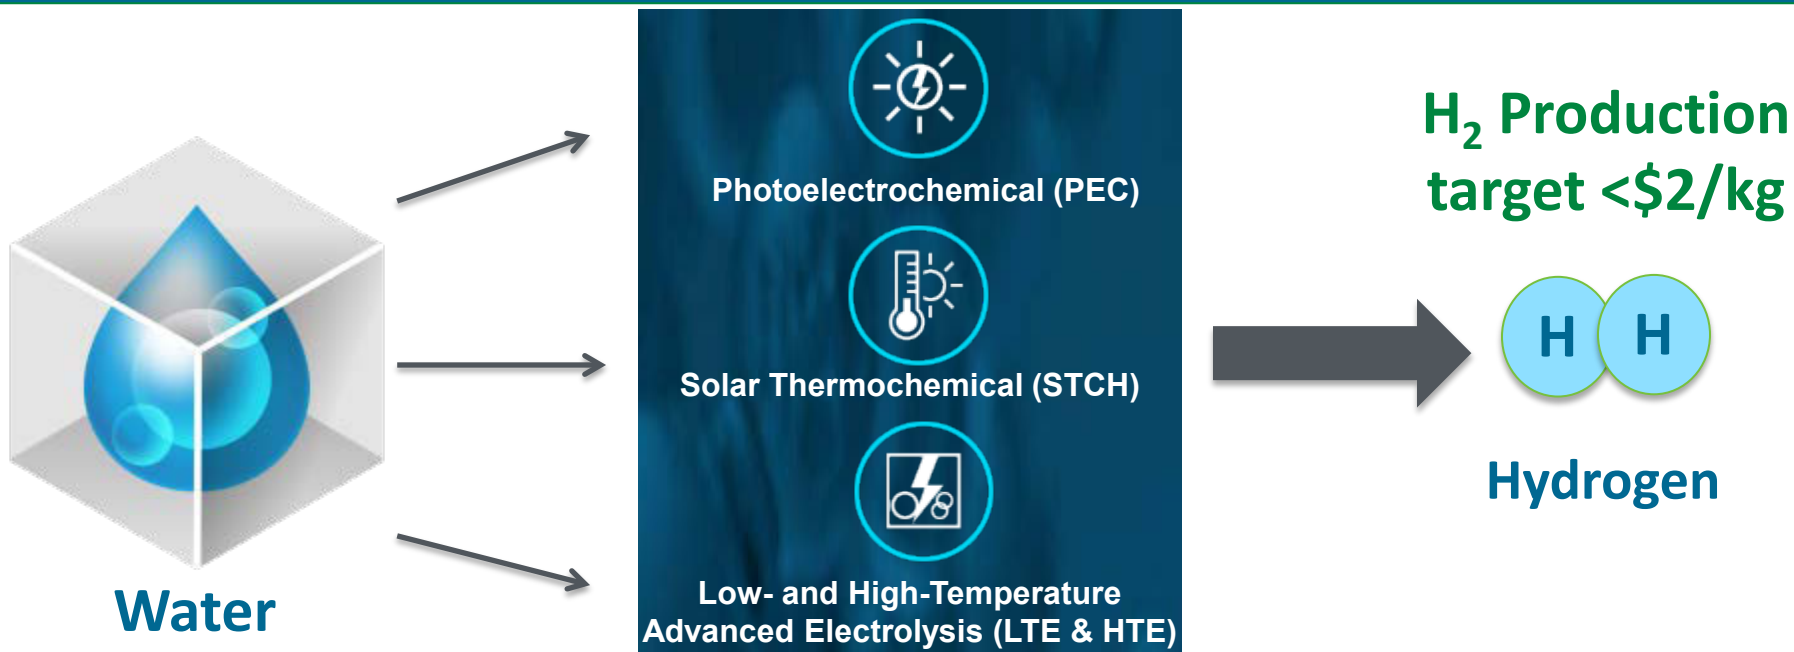 Water
Photoelectrochemical (PEC)
Solar Thermochemical (STCH)
Low- and High-Temperature
Advanced Electrolysis (LTE & HTE)
H₂ Production
target <$2/kg
H H
Hydrogen